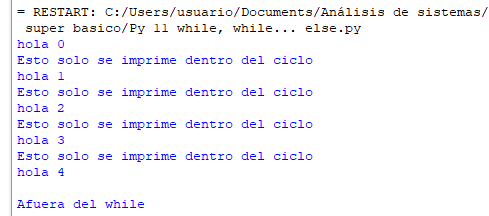 = RESTART: C:/Users/usuario/Documents/Análisis de sistemas/
super basico/Py 11 while, while... else.py
hola 0
Esto solo se imprime dentro del ciclo
hola 1
Esto solo se imprime dentro del ciclo
hola 2
Esto solo se imprime dentro del ciclo
hola 3
Esto solo se imprime dentro del ciclo
hola 4
Afuera del while